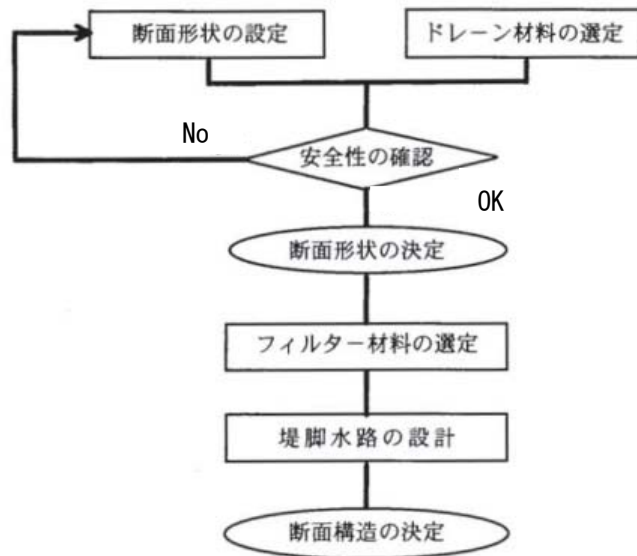 断面形状の設定
ドレーン材料の選定
No
安全性の確認
OK
断面形状の決定
フィルター材料の選定
堤脚水路の設計
断面構造の決定